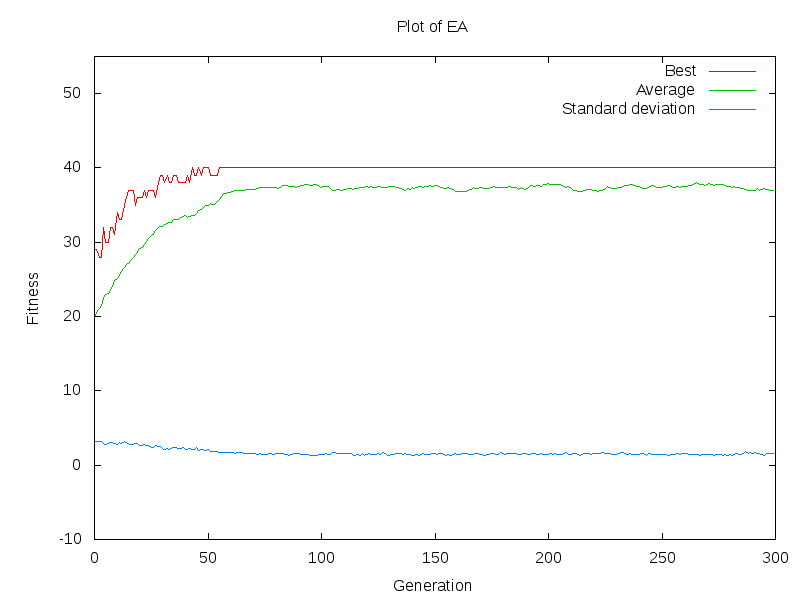 Plot of EA
Best
Average
Standard deviation
50
40
30
20
10
0
-10
Fitness
0 50 100 150 200 250 300
Generation